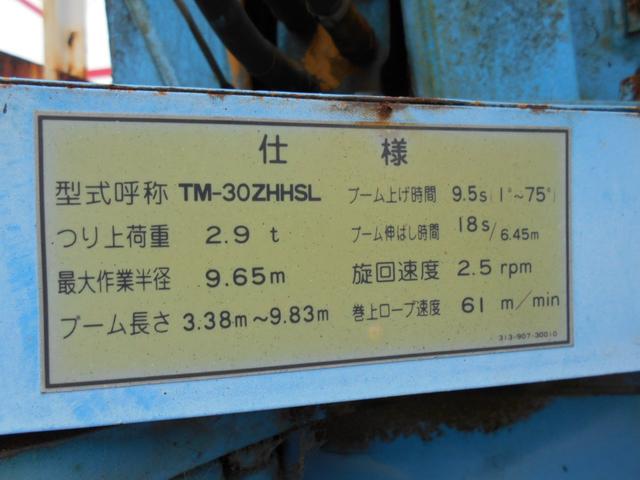 仕様
型式呼称 TM-30ZHHSL ブーム上げ時間 9.5s(1°~75°)
つり上荷重 2.9 t ブーム伸ばし時間 18s/6.45m
最大作業半径 9.65m 旋回速度 2.5 rpm
ブーム長さ 3.38m~9.83m 巻上ロープ速度 61 m/min
313-907-30010